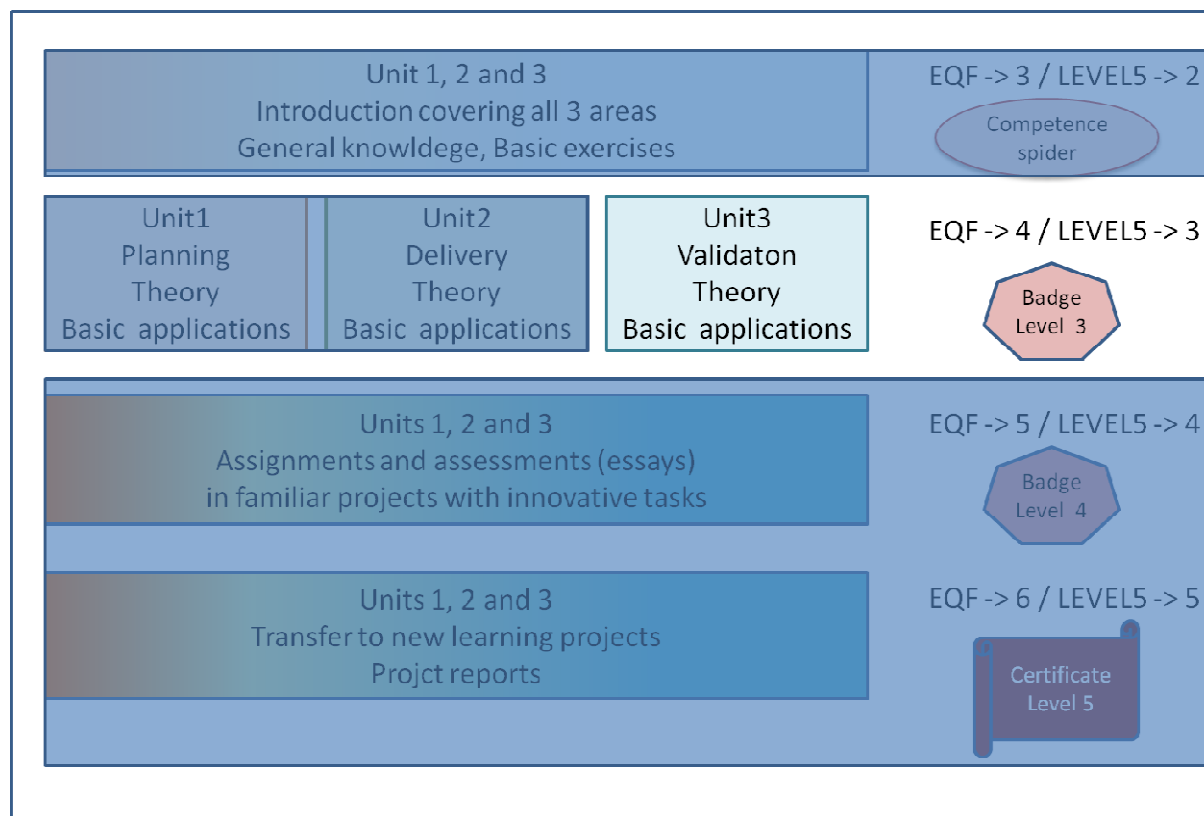 Unit 1, 2 and 3
Introduction covering all 3 areas
General knowldege, Basic exercises
EQF -> 3 / LEVEL5 -> 2
Competence
spider
Unit1
Planning
Theory
Basic applications
Unit2
Delivery
Theory
Basic applications
Unit3
Validaton
Theory
Basic applications
EQF -> 4 / LEVEL5 -> 3
Badge
Level 3
Units 1, 2 and 3
Assignments and assessments (essays)
in familiar projects with innovative tasks
EQF -> 5 / LEVEL5 -> 4
Badge
Level 4
Units 1, 2 and 3
Transfer to new learning projects
Projct reports
EQF -> 6 / LEVEL5 -> 5
Certificate
Level 5